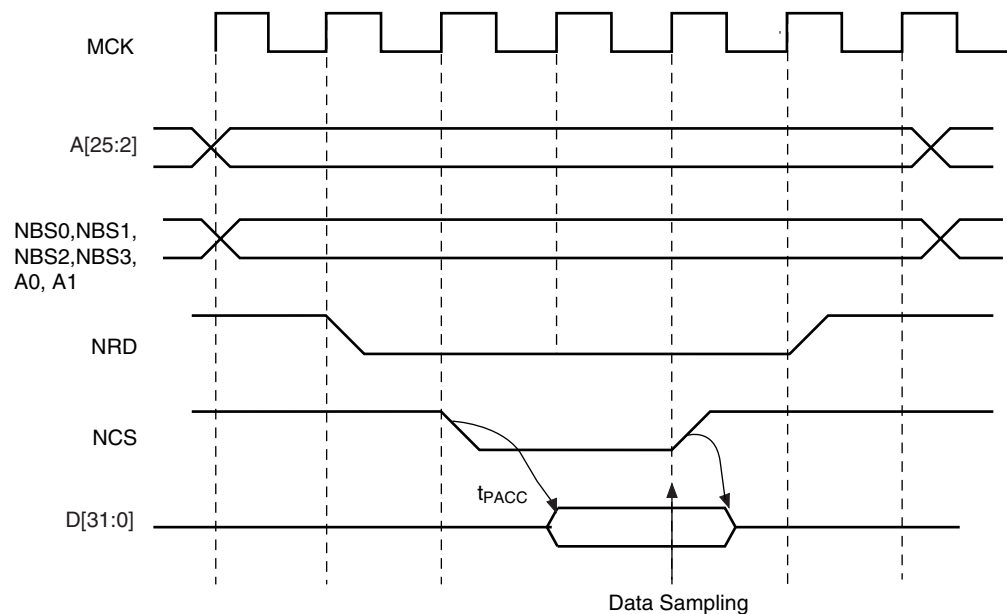 MCK
A[25:2]
NBS0,NBS1,
NBS2,NBS3,
A0, A1
NRD
NCS
tPACC
D[31:0]
Data Sampling